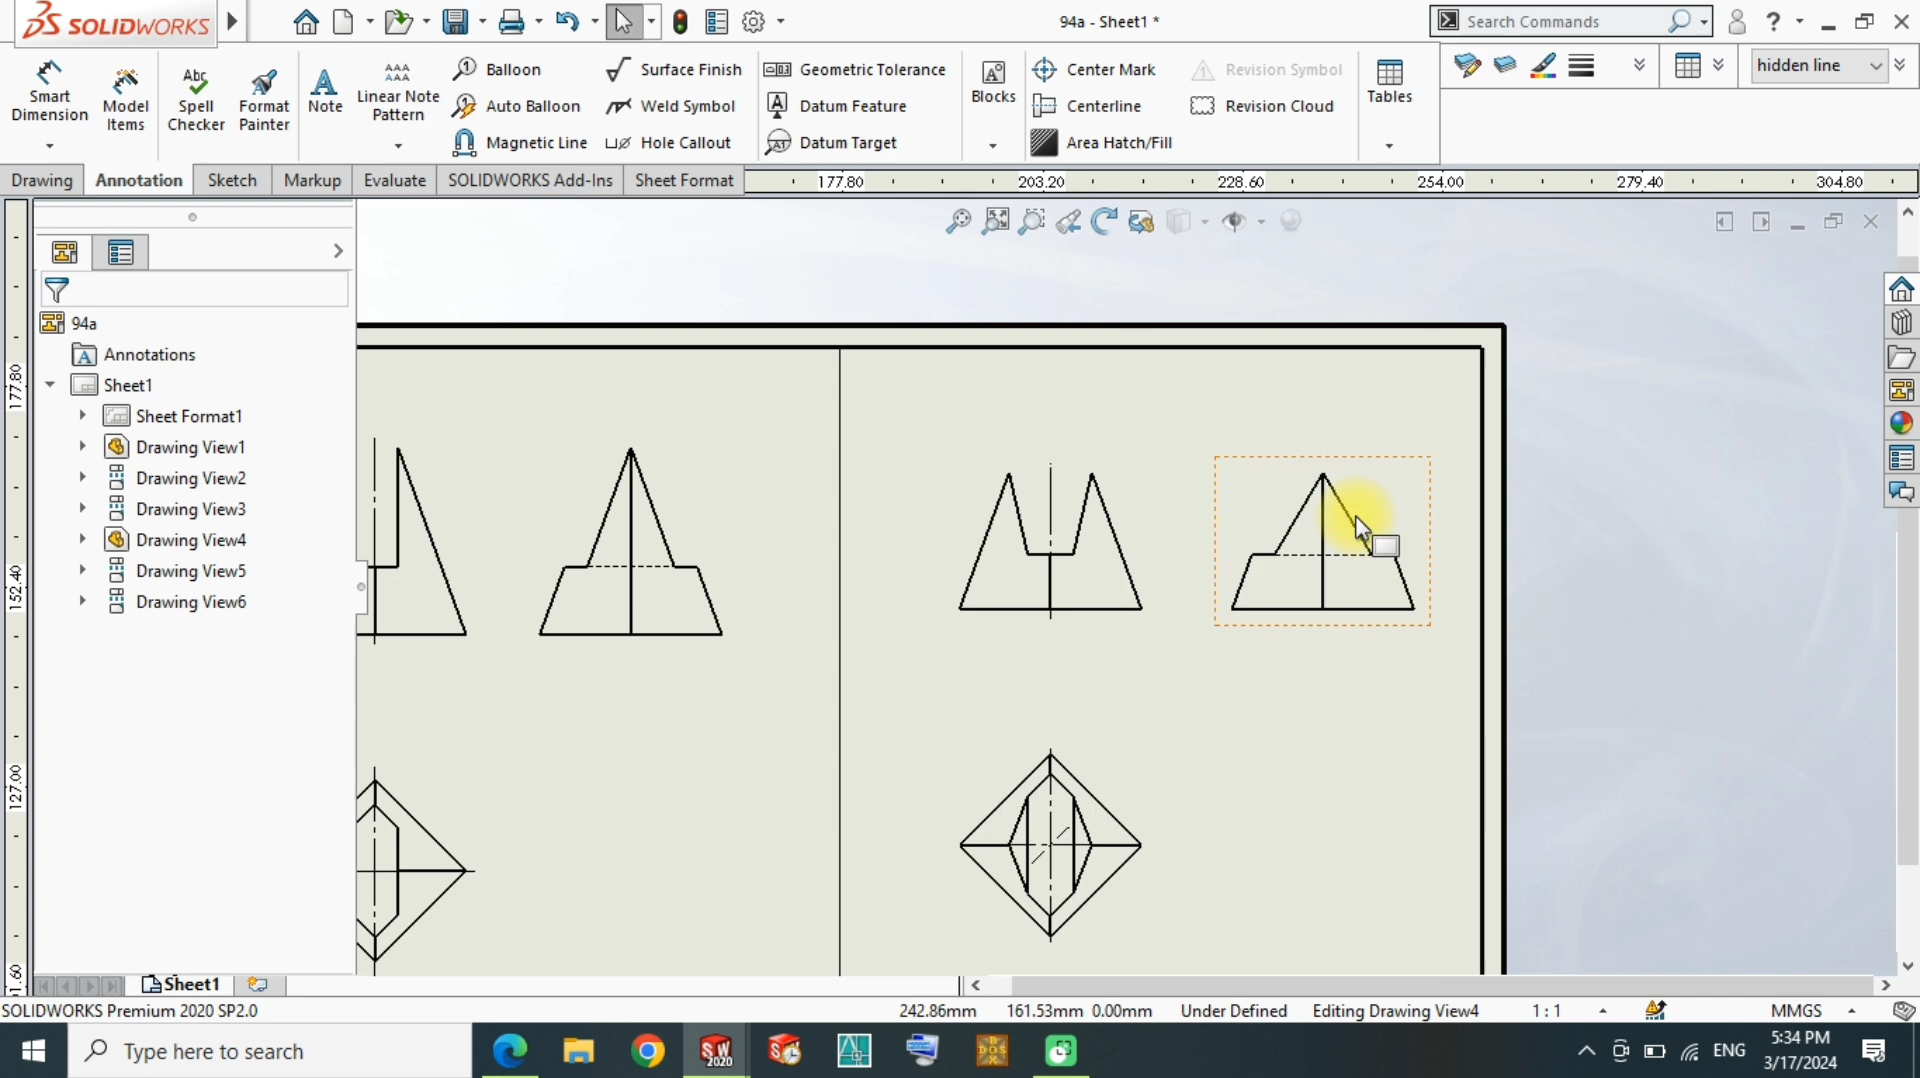 SOLIDWORKS
94a - Sheet1 *
Search Commands
Smart Dimension
Model Items
Spell Checker
Format Painter
Note
Linear Note Pattern
Balloon
Auto Balloon
Magnetic Line
Surface Finish
Weld Symbol
Hole Callout
Geometric Tolerance
Datum Feature
Datum Target
Blocks
Center Mark
Centerline
Area Hatch/Fill
Revision Symbol
Revision Cloud
Tables
hidden line
Drawing
Annotation
Sketch
Markup
Evaluate
SOLIDWORKS Add-Ins
Sheet Format
177.80
203.20
228.60
254.00
279.40
304.80
177.80
152.40
127.00
94a
Annotations
Sheet1
Sheet Format1
Drawing View1
Drawing View2
Drawing View3
Drawing View4
Drawing View5
Drawing View6
Sheet1
SOLIDWORKS Premium 2020 SP2.0
242.86mm
161.53mm 0.00mm
Under Defined
Editing Drawing View4
1 : 1
MMGS
Type here to search
ENG
5:34 PM
3/17/2024